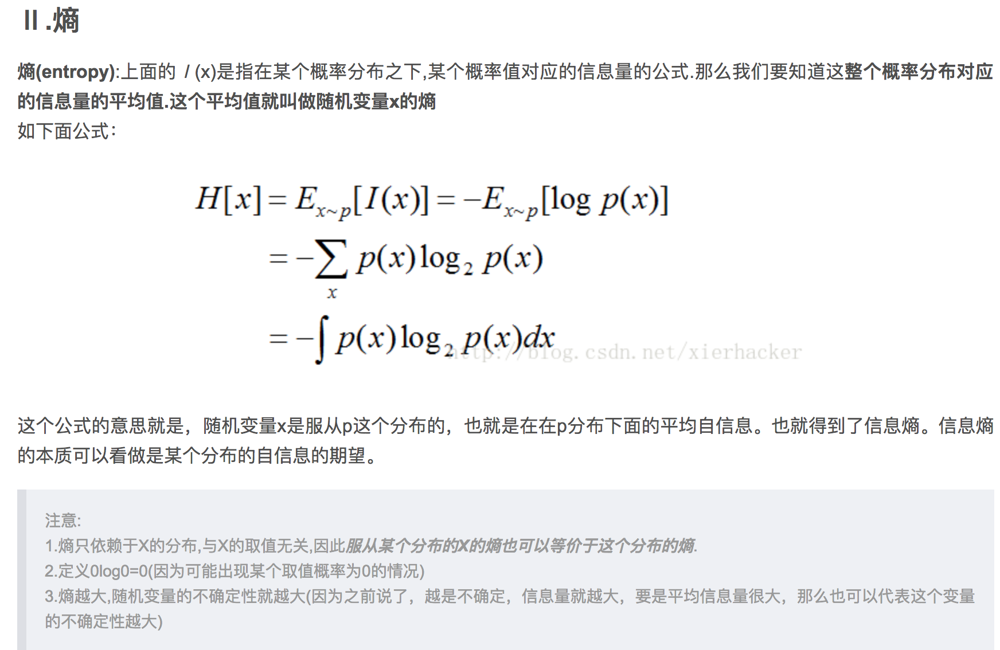 II .熵
熵(entropy):上面的 I (x)是指在某个概率分布之下,某个概率值对应的信息量的公式.那么我们要知道这整个概率分布对应
的信息量的平均值.这个平均值就叫做随机变量x的熵
如下面公式：
H[x] = E_{x~p}[I(x)] = −E_{x~p}[log p(x)]
= −∑_x p(x)log_2 p(x)
= −∫ p(x)log_2 p(x)dx
http://blog.csdn.net/xierhacker
这个公式的意思就是，随机变量x是服从p这个分布的，也就是在在p分布下面的平均自信息。也就得到了信息熵。信息熵
的本质可以看做是某个分布的自信息的期望。
注意:
1.熵只依赖于X的分布,与X的取值无关,因此服从某个分布的X的熵也可以等价于这个分布的熵.
2.定义0log0=0(因为可能出现某个取值概率为0的情况)
3.熵越大,随机变量的不确定性就越大(因为之前说了，越是不确定，信息量就越大，要是平均信息量很大，那么也可以代表这个变量
的不确定性越大)